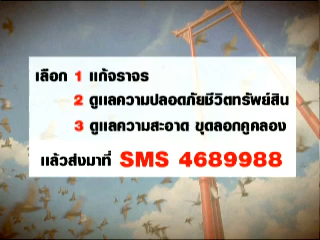 เลือก 1 แก้จราจร
2 ดูแลความปลอดภัยชีวิตทรัพย์สิน
3 ดูแลความสะอาด ขุดลอกคูคลอง
แล้วส่งมาที่ SMS 4689988